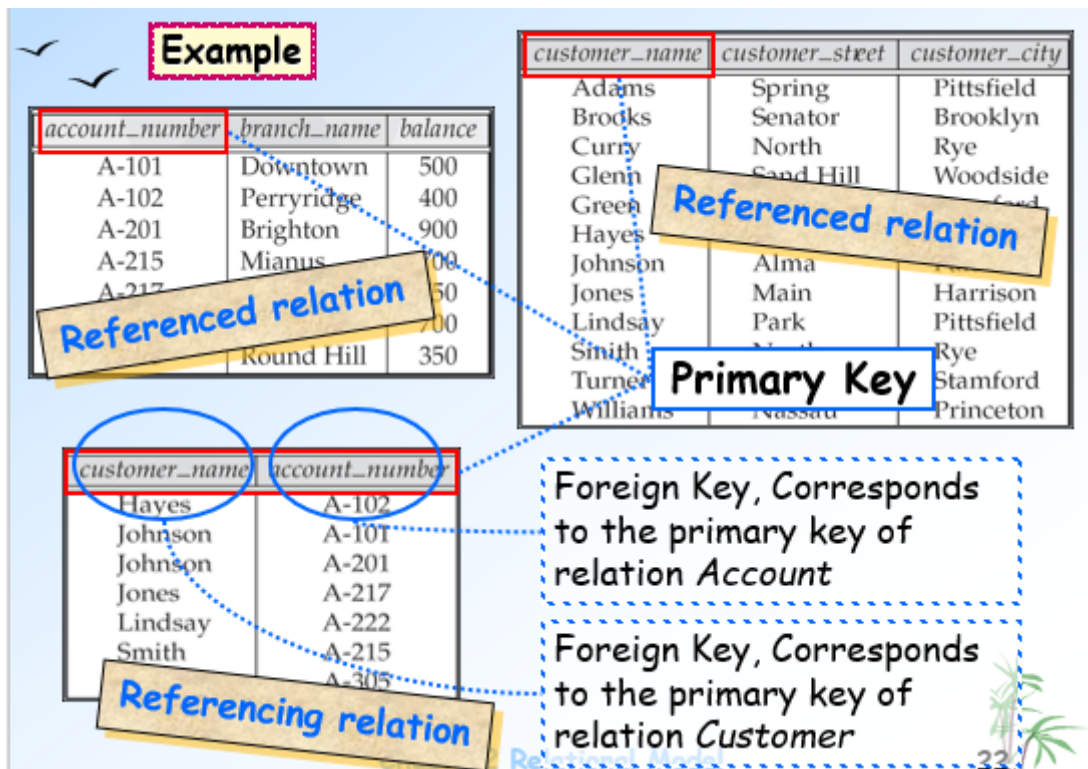 Example
account_number branch_name balance
A-101 Downtown 500
A-102 Perryridge 400
A-201 Brighton 900
A-215 Mianus
A-217
Round Hill 350
Referenced relation
customer_name customer_street customer_city
Adams Spring Pittsfield
Brooks Senator Brooklyn
Curry North Rye
Glenn Sand Hill Woodside
Green
Hayes
Johnson Alma
Jones Main Harrison
Lindsay Park Pittsfield
Smith Rye
Turner Stamford
Williams Nassau Princeton
Referenced relation
Primary Key
customer_name account_number
Hayes A-102
Johnson A-101
Johnson A-201
Jones A-217
Lindsay A-222
Smith A-215
A-305
Referencing relation
Foreign Key, Corresponds
to the primary key of
relation Account
Foreign Key, Corresponds
to the primary key of
relation Customer
Relational Model